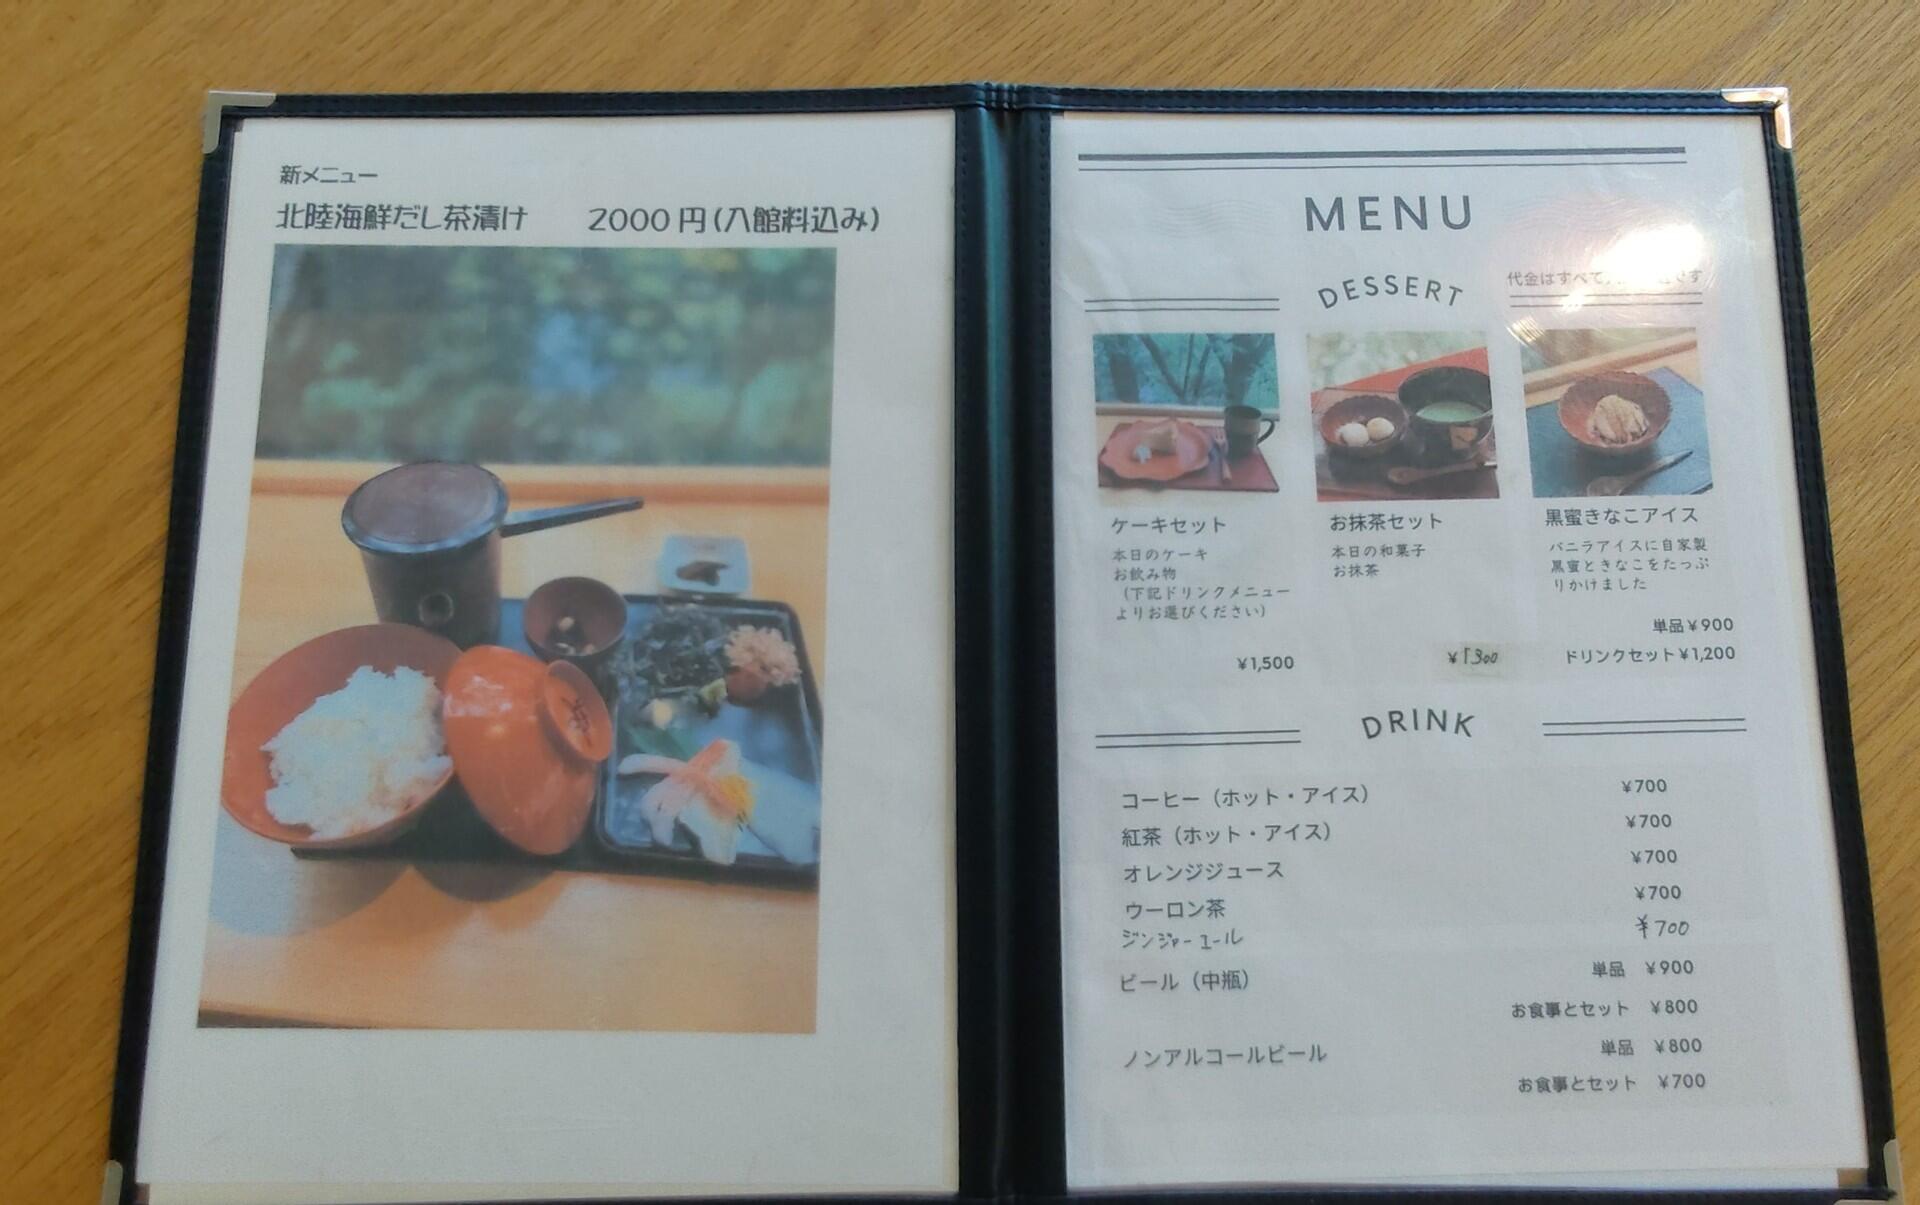 新メニュー
北陸海鮮だし茶漬け　2000円(入館料込み)
MENU
DESSERT
代金はすべて
です
ケーキセット
本日のケーキ
お飲み物
（下記ドリンクメニュー
よりお選びください）
¥1,500
お抹茶セット
本日の和菓子
お抹茶
¥1300
黒蜜きなこアイス
バニラアイスに自家製
黒蜜ときなこをたっぷ
りかけました
単品¥900
ドリンクセット¥1,200
DRINK
コーヒー（ホット・アイス） ¥700
紅茶（ホット・アイス） ¥700
オレンジジュース ¥700
ウーロン茶 ¥700
ジンジャーエール ¥700
ビール（中瓶） 単品 ¥900
お食事とセット ¥800
ノンアルコールビール 単品 ¥800
お食事とセット ¥700